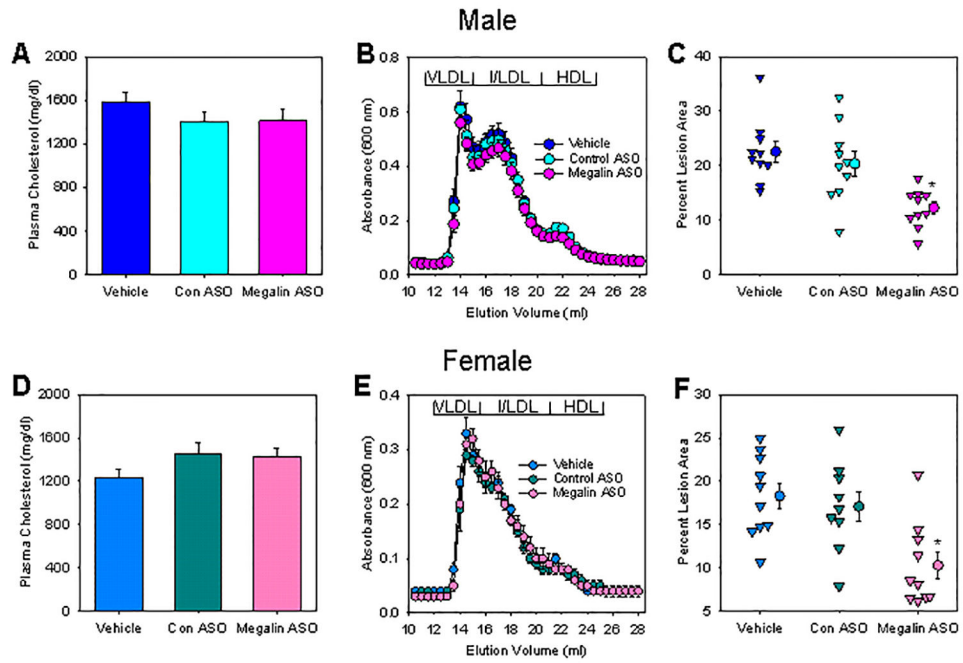 Male
A
Plasma Cholesterol (mg/dl)
2000
1600
1200
800
400
0
Vehicle Con ASO Megalin ASO
B
Absorbance (600 nm)
0.8
0.6
0.4
0.2
0.0
VLDL I/LDL HDL
Vehicle
Control ASO
Megalin ASO
10 12 14 16 18 20 22 24 26 28
Elution Volume (ml)
C
Percent Lesion Area
40
30
20
10
0
*
Vehicle Con ASO Megalin ASO
Female
D
Plasma Cholesterol (mg/dl)
2000
1600
1200
800
400
0
Vehicle Con ASO Megalin ASO
E
Absorbance (600 nm)
0.4
0.3
0.2
0.1
0.0
VLDL I/LDL HDL
Vehicle
Control ASO
Megalin ASO
10 12 14 16 18 20 22 24 26 28
Elution Volume (ml)
F
Percent Lesion Area
30
25
20
15
10
5
*
Vehicle Con ASO Megalin ASO